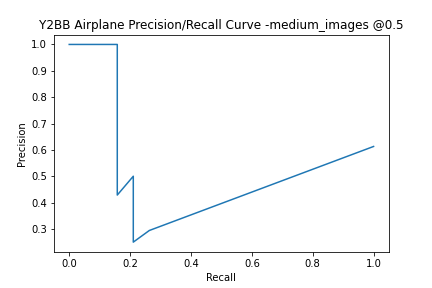 Y2BB Airplane Precision/Recall Curve -medium_images @0.5
1.0
0.9
0.8
0.7
0.6
0.5
0.4
0.3
Precision
0.0 0.2 0.4 0.6 0.8 1.0
Recall